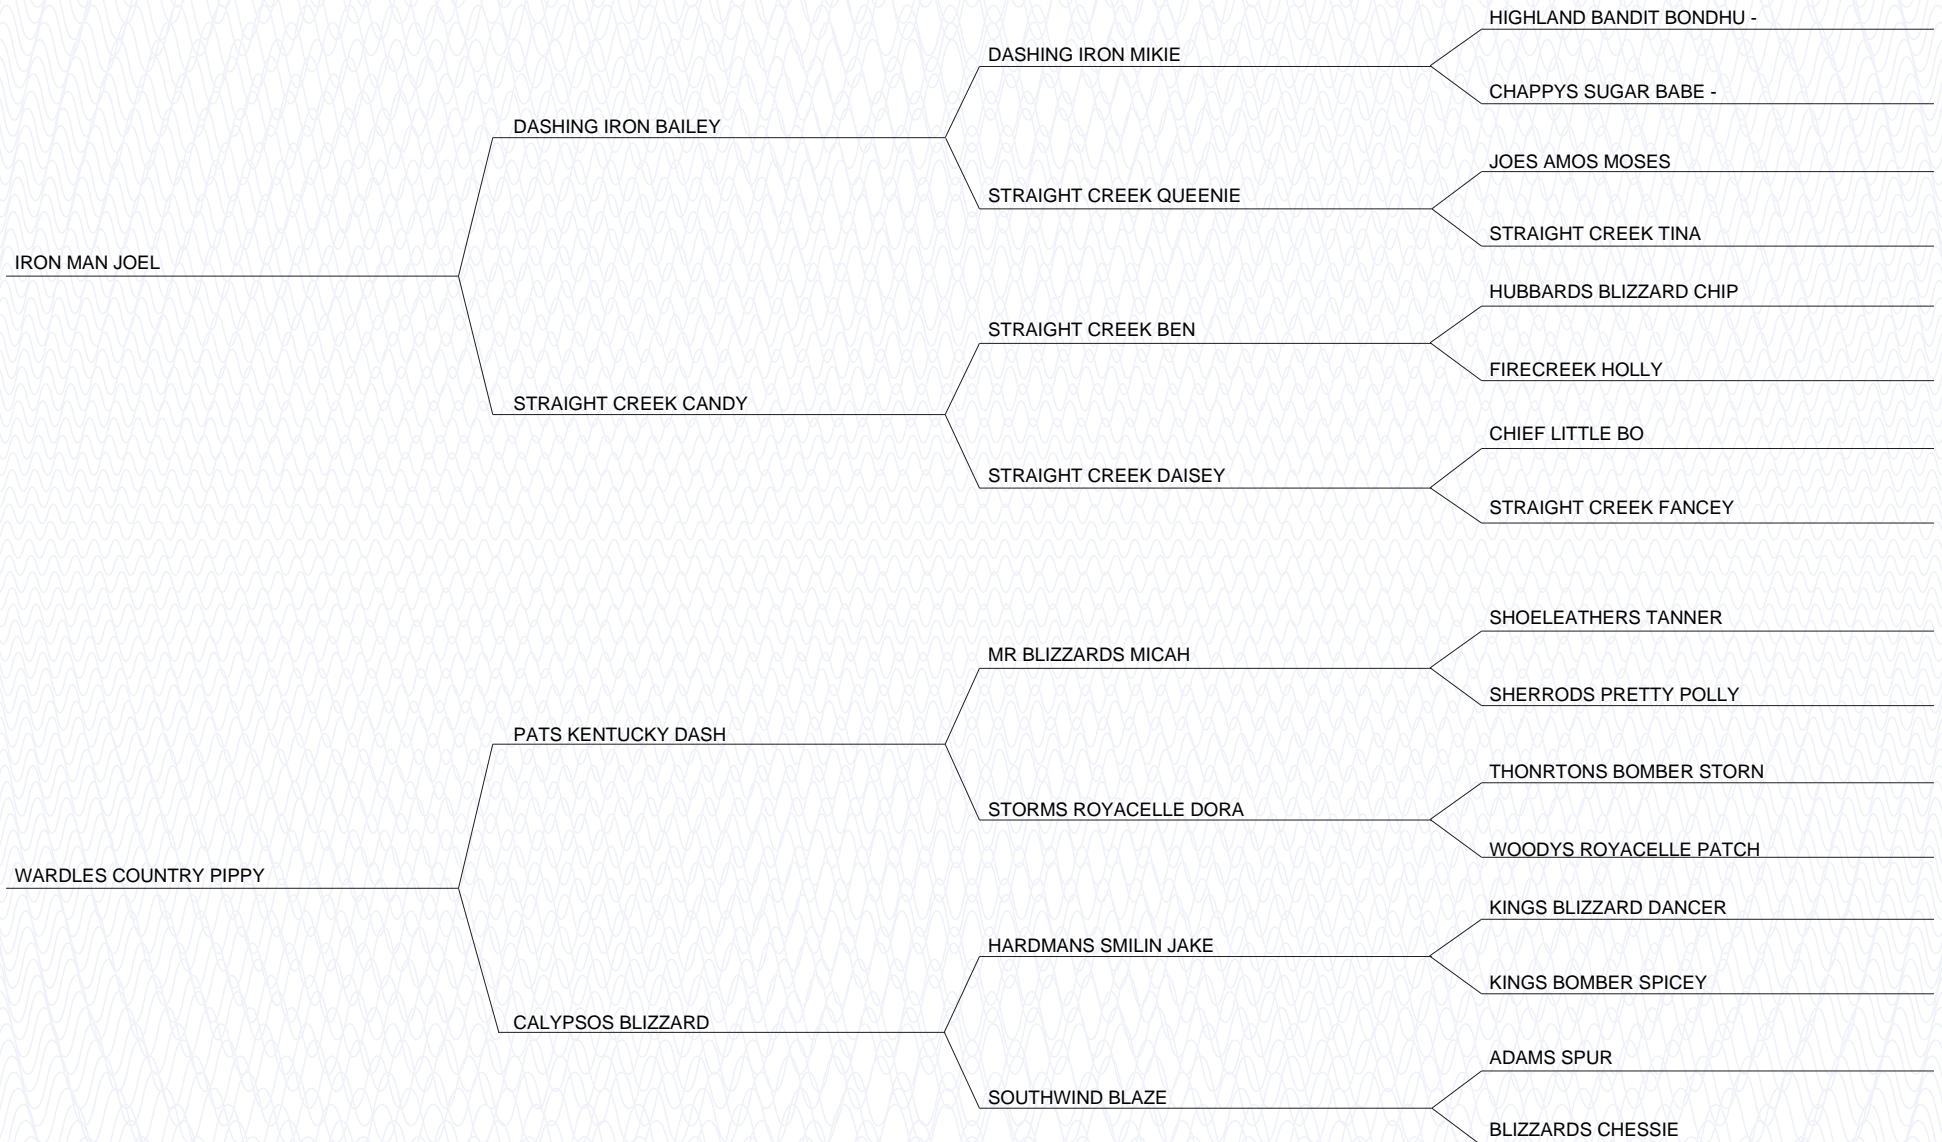 HIGHLAND BANDIT BONDHU -
DASHING IRON MIKIE
CHAPPYS SUGAR BABE -
DASHING IRON BAILEY
JOES AMOS MOSES
STRAIGHT CREEK QUEENIE
STRAIGHT CREEK TINA
IRON MAN JOEL
HUBBARDS BLIZZARD CHIP
STRAIGHT CREEK BEN
FIRECREEK HOLLY
STRAIGHT CREEK CANDY
CHIEF LITTLE BO
STRAIGHT CREEK DAISEY
STRAIGHT CREEK FANCEY
SHOELEATHERS TANNER
MR BLIZZARDS MICAH
SHERRODS PRETTY POLLY
PATS KENTUCKY DASH
THONRTONS BOMBER STORN
STORMS ROYACELLE DORA
WOODYS ROYACELLE PATCH
WARDLES COUNTRY PIPPY
KINGS BLIZZARD DANCER
HARDMANS SMILIN JAKE
KINGS BOMBER SPICEY
CALYPSOS BLIZZARD
ADAMS SPUR
SOUTHWIND BLAZE
BLIZZARDS CHESSIE